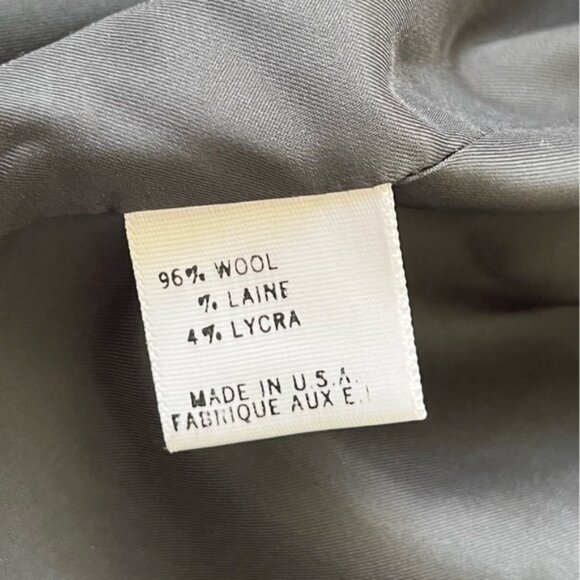 96% WOOL
% LAINE
4% LYCRA
MADE IN U.S.A.
FABRIQUE AUX E.